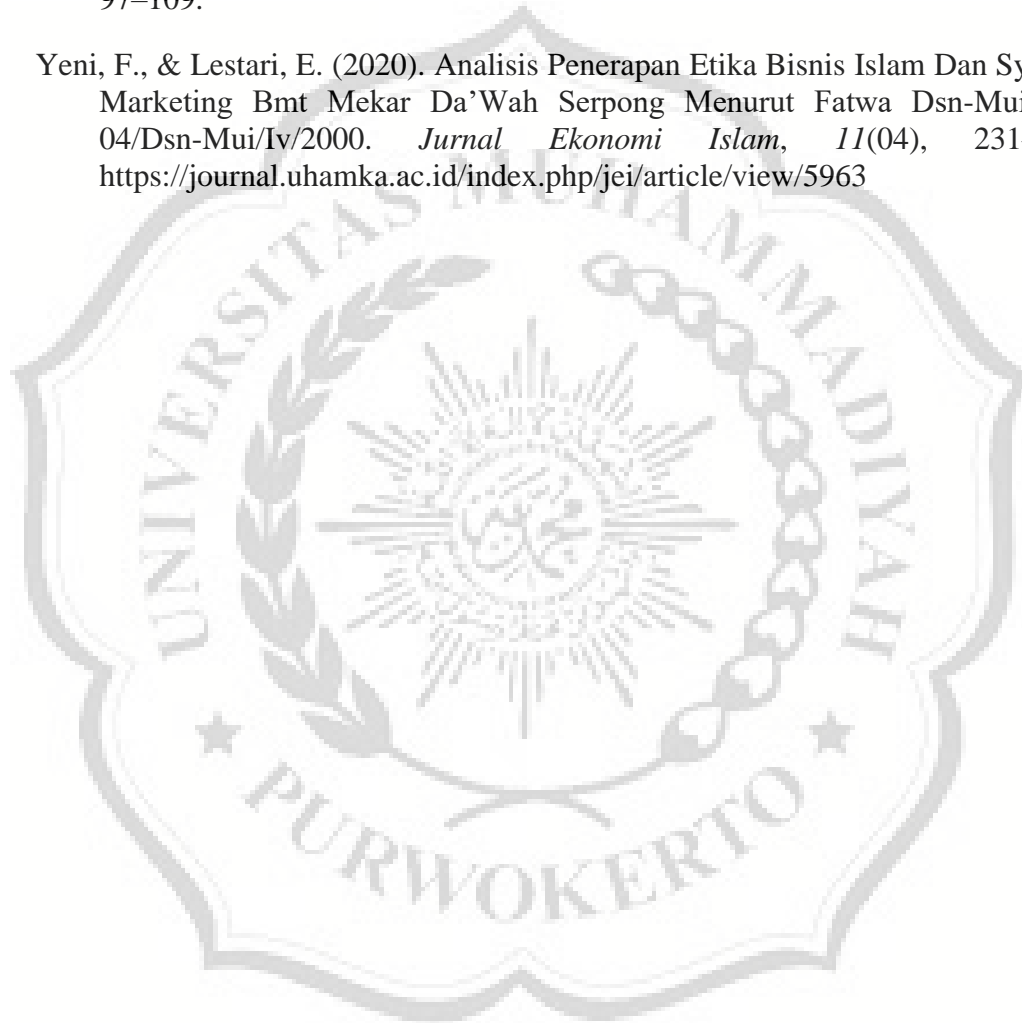 97–109.
Yeni, F., & Lestari, E. (2020). Analisis Penerapan Etika Bisnis Islam Dan Sy
Marketing Bmt Mekar Da’Wah Serpong Menurut Fatwa Dsn-Mui
04/Dsn-Mui/Iv/2000. Jurnal Ekonomi Islam, 11(04), 231-
https://journal.uhamka.ac.id/index.php/jei/article/view/5963
UNIVERSITAS MUHAMMADIYAH
PURWOKERTO